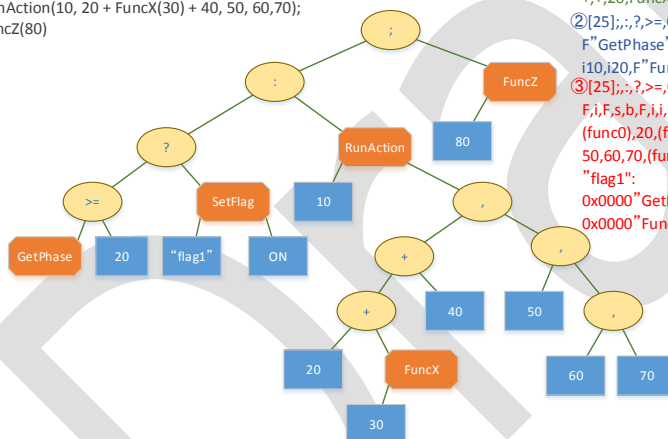 nAction(10, 20 + FuncX(30) + 40, 50, 60,70);
ncZ(80)
②[25];,:,?,>=,
F"GetPhase"
i10,i20,F"Fun
③[25];,:,?,>=,
F,i,F,s,b,F,i,i,
(func0),20,(f
50,60,70,(fun
"flag1":
0x0000"Get
0x0000"Fun
;
:
FuncZ
?
RunAction
80
>=
SetFlag
10
,
GetPhase
20
"flag1"
ON
+
,
+
40
50
,
20
FuncX
60
70
30